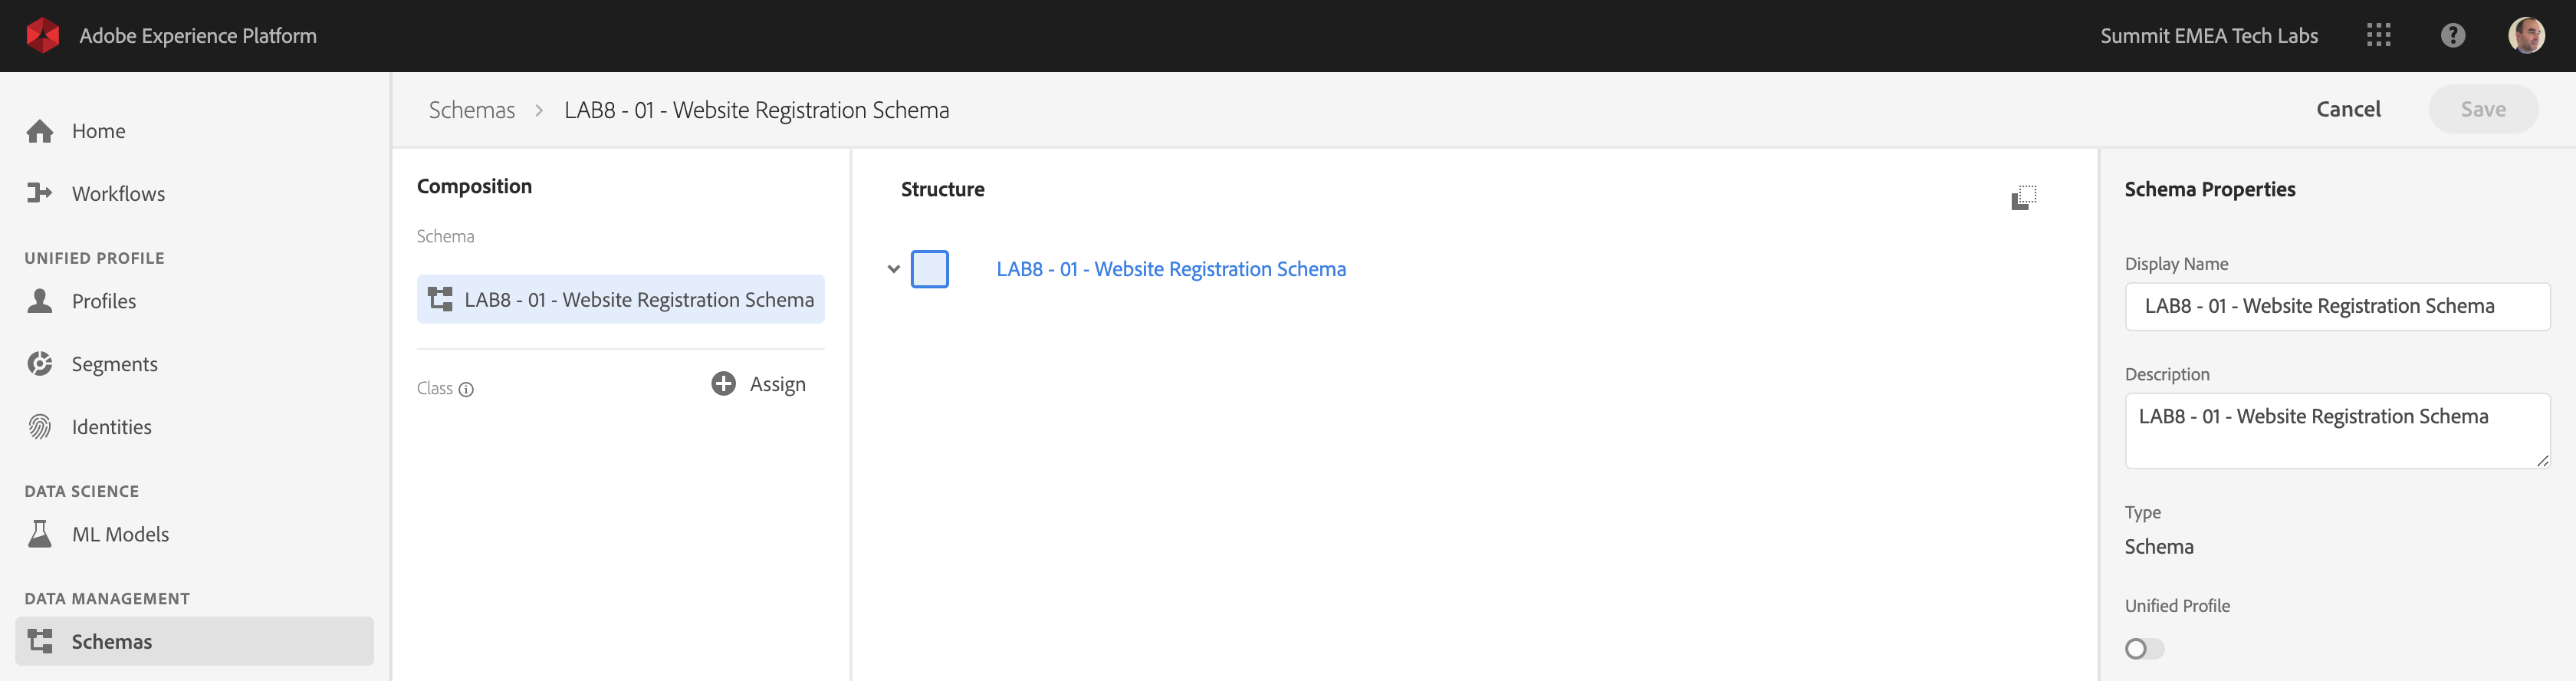 Adobe Experience Platform
Summit EMEA Tech Labs
Home
Workflows
UNIFIED PROFILE
Profiles
Segments
Identities
DATA SCIENCE
ML Models
DATA MANAGEMENT
Schemas
Schemas > LAB8 - 01 - Website Registration Schema
Cancel
Save
Composition
Schema
LAB8 - 01 - Website Registration Schema
Class
Assign
Structure
LAB8 - 01 - Website Registration Schema
Schema Properties
Display Name
LAB8 - 01 - Website Registration Schema
Description
LAB8 - 01 - Website Registration Schema
Type
Schema
Unified Profile